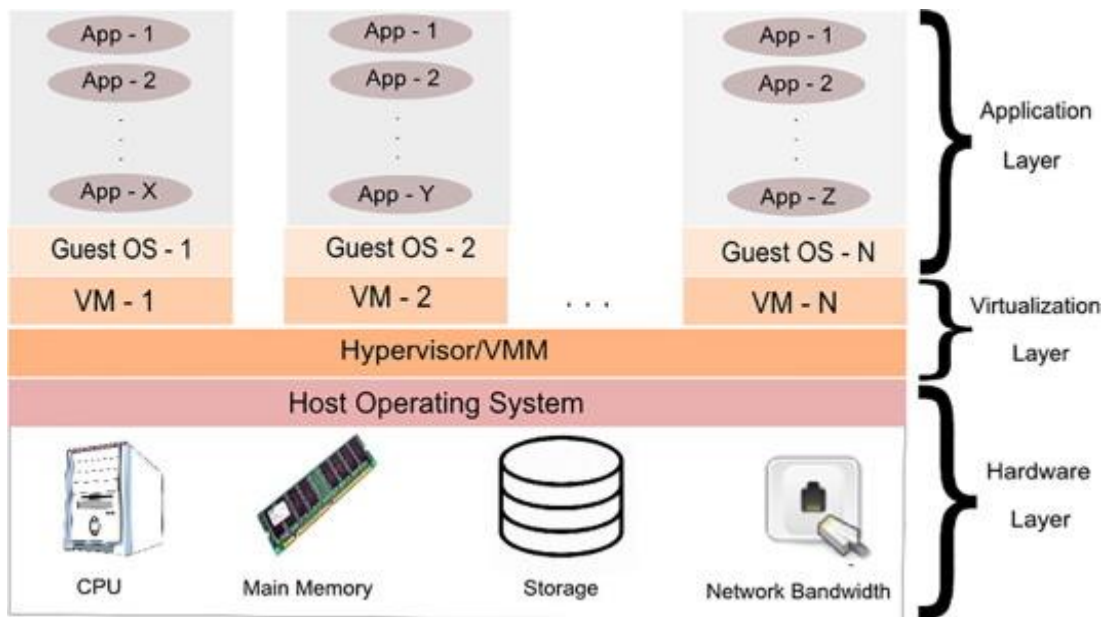 App - 1
App - 2
.
.
.
App - X
Guest OS - 1
VM - 1
App - 1
App - 2
.
.
.
App - Y
Guest OS - 2
VM - 2
. . .
App - 1
App - 2
.
.
.
App - Z
Guest OS - N
VM - N
Hypervisor/VMM
Host Operating System
CPU
Main Memory
Storage
Network Bandwidth
Application
Layer
Virtualization
Layer
Hardware
Layer